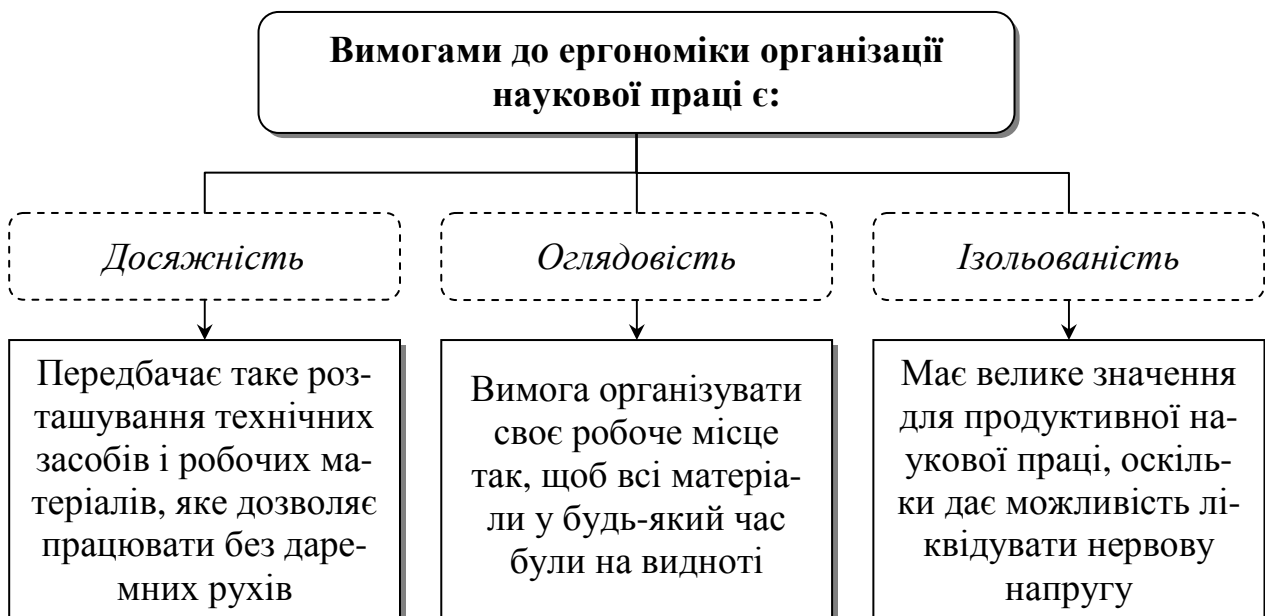 Вимогами до ергономіки організації
наукової праці є:
Досяжність
Оглядовість
Ізольованість
Передбачає таке роз-
ташування технічних
засобів і робочих ма-
теріалів, яке дозволяє
працювати без даре-
мних рухів
Вимога організувати
своє робоче місце
так, щоб всі матеріа-
ли у будь-який час
були на видноті
Має велике значення
для продуктивної на-
укової праці, оскіль-
ки дає можливість лі-
квідувати нервову
напругу